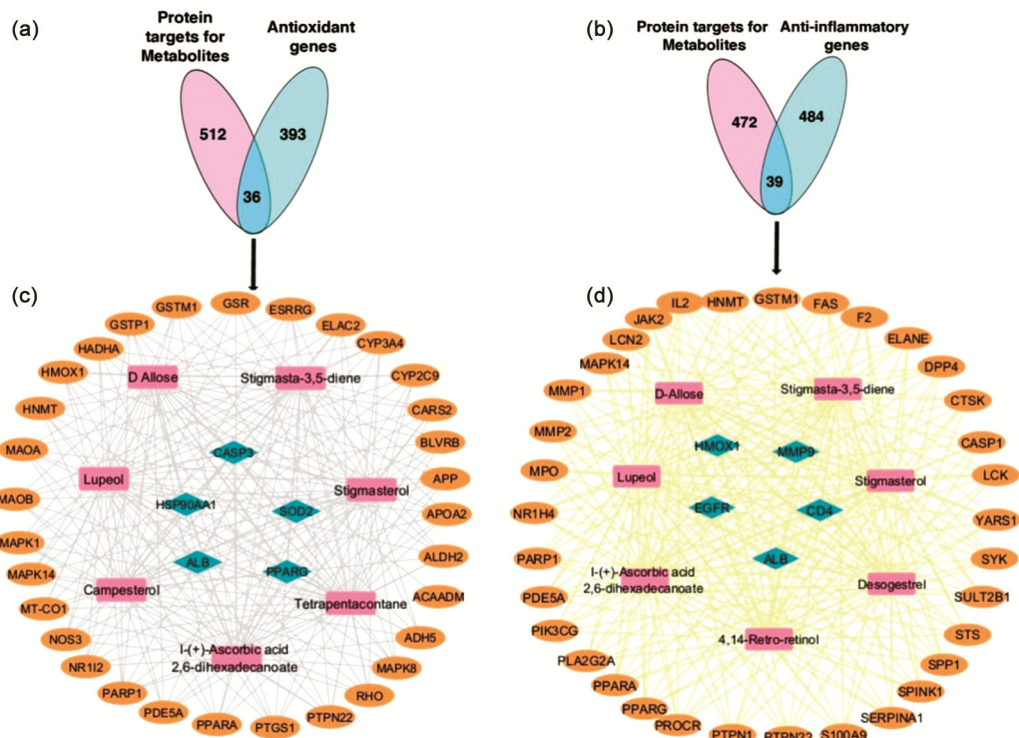 (a)
Protein
targets for
Metabolites
Antioxidant
genes
512
393
36
(b)
Protein targets for
Metabolites
Anti-inflammatory
genes
472
484
39
(c)
GSR
GSTM1
ESRRG
GSTP1
ELAC2
HADHA
CYP3A4
HMOX1
CYP2C9
HNMT
CARS2
MAOA
BLVRB
APP
MAOB
APOA2
MAPK1
ALDH2
MAPK14
ACAADM
MT-CO1
ADH5
NOS3
MAPK8
NR1I2
RHO
PARP1
PTPN22
PDE5A
PPARA
PTGS1
D Allose
Stigmasta-3,5-diene
CASP3
Lupeol
Stigmasterol
HSP90AA1
SOD2
ALB
PPARG
Campesterol
Tetrapentacontane
l-(+)-Ascorbic acid
2,6-dihexadecanoate
(d)
IL2
HNMT
GSTM1
FAS
JAK2
F2
LCN2
ELANE
MAPK14
DPP4
MMP1
CTSK
MMP2
CASP1
MPO
LCK
NR1H4
YARS1
PARP1
SYK
PDE5A
SULT2B1
PIK3CG
STS
PLA2G2A
SPP1
PPARA
SPINK1
PPARG
SERPINA1
PROCR
PTPN1
PTPN22
S100A9
D-Allose
Stigmasta-3,5-diene
HMOX1
MMP9
Lupeol
Stigmasterol
EGFR
CD4
ALB
l-(+)-Ascorbic acid
2,6-dihexadecanoate
Desogestrel
4,14-Retro-retinol